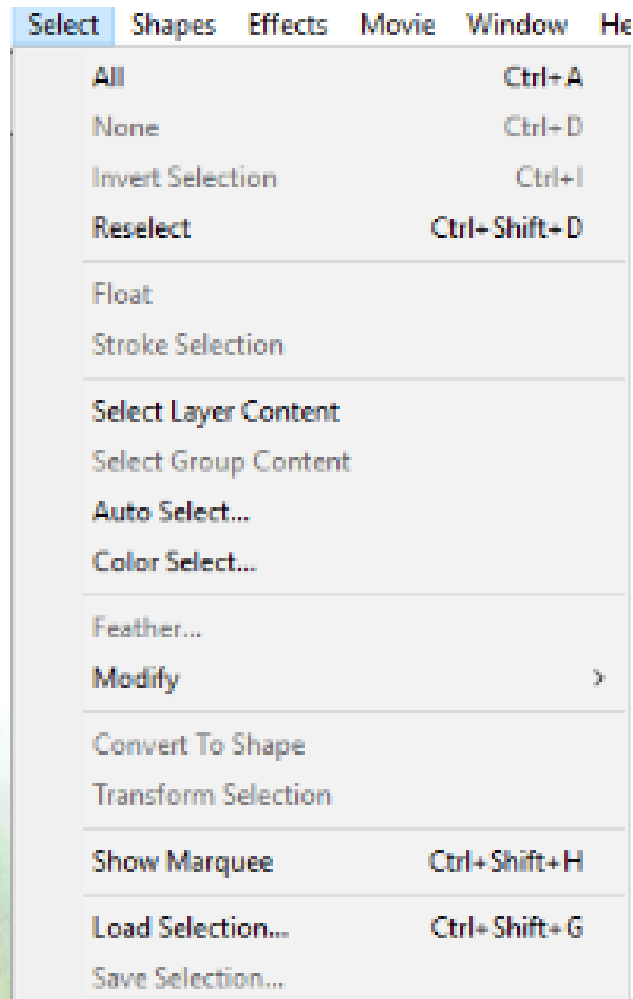 Select Shapes Effects Movie Window He
All Ctrl+A
None Ctrl+D
Invert Selection Ctrl+I
Reselect Ctrl+Shift+D
Float
Stroke Selection
Select Layer Content
Select Group Content
Auto Select...
Color Select...
Feather...
Modify >
Convert To Shape
Transform Selection
Show Marquee Ctrl+Shift+H
Load Selection... Ctrl+Shift+G
Save Selection...